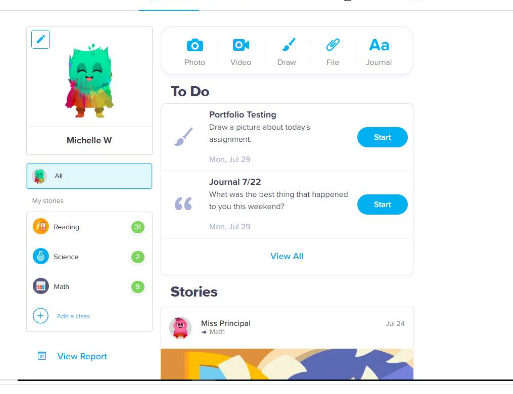 Photo
Video
Draw
File
Aa
Journal
Michelle W
All
My stories
Reading
31
Science
2
Math
9
Add a class
View Report
To Do
Portfolio Testing
Draw a picture about today's
assignment.
Mon, Jul 29
Start
Journal 7/22
What was the best thing that happened
to you this weekend?
Mon, Jul 29
Start
View All
Stories
Miss Principal
Jul 24
Math